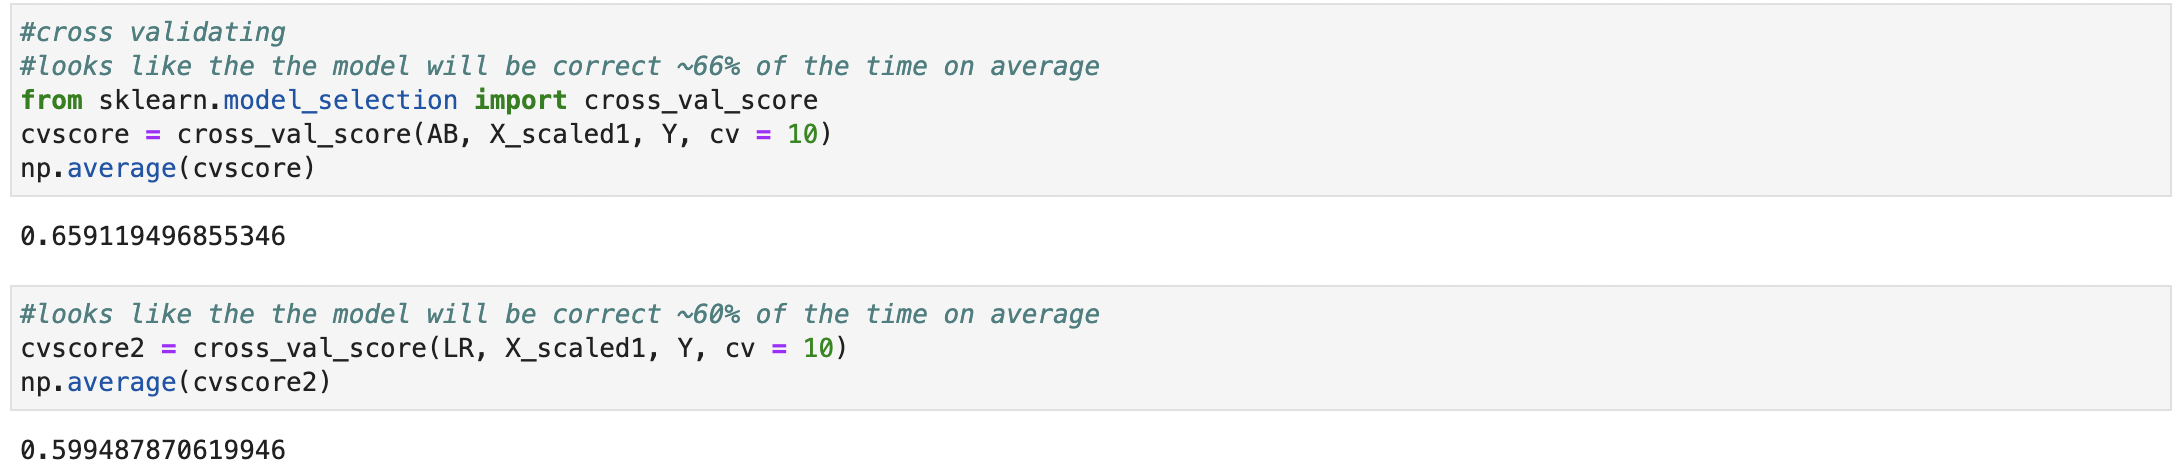 #cross validating
#looks like the the model will be correct ~66% of the time on average
from sklearn.model_selection import cross_val_score
cvscore = cross_val_score(AB, X_scaled1, Y, cv = 10)
np.average(cvscore)
0.659119496855346
#looks like the the model will be correct ~60% of the time on average
cvscore2 = cross_val_score(LR, X_scaled1, Y, cv = 10)
np.average(cvscore2)
0.599487870619946